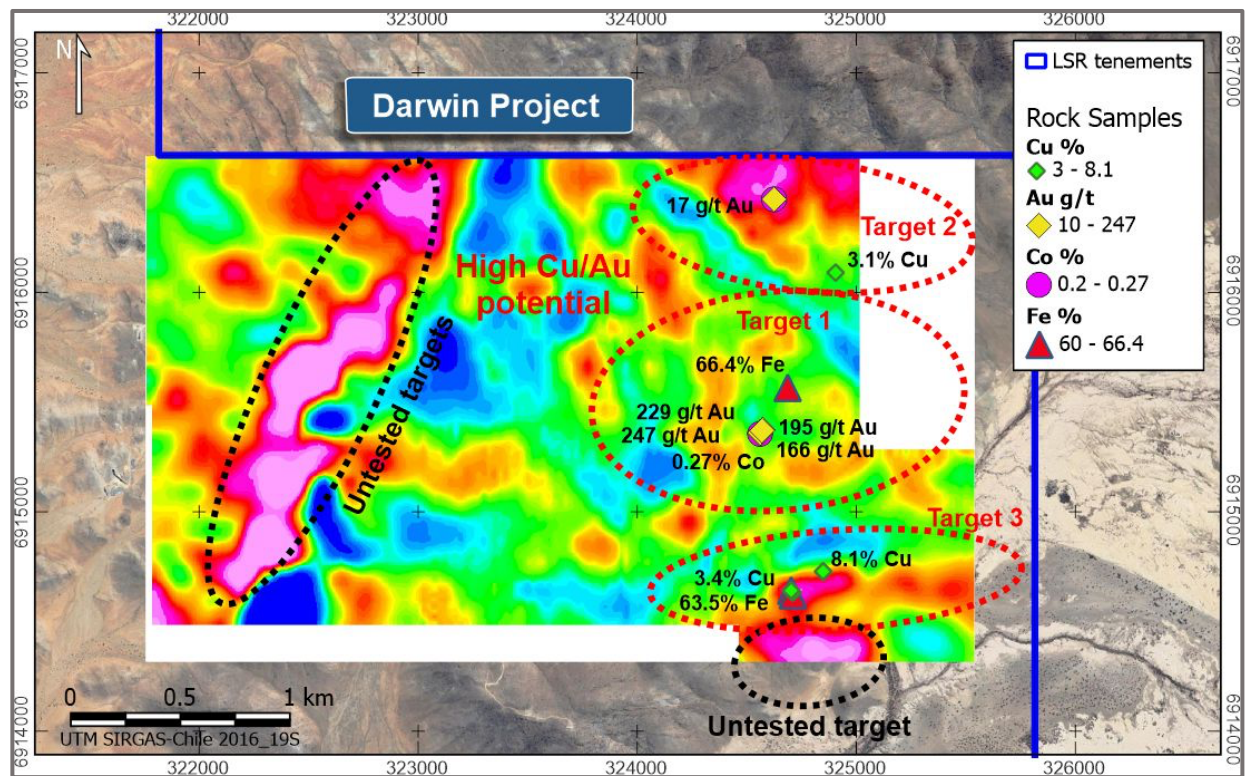 322000
323000
324000
325000
326000
N
6917000
6917000
Darwin Project
LSR tenements
Rock Samples
Cu %
3 - 8.1
Au g/t
10 - 247
Co %
0.2 - 0.27
Fe %
60 - 66.4
17 g/t Au
Target 2
3.1% Cu
High Cu/Au
potential
6916000
6916000
Target 1
66.4% Fe
Untested targets
229 g/t Au
247 g/t Au
195 g/t Au
166 g/t Au
0.27% Co
6915000
6915000
Target 3
8.1% Cu
3.4% Cu
63.5% Fe
Untested target
0 0.5 1 km
UTM SIRGAS-Chile 2016_19S
6914000
6914000
322000
323000
324000
325000
326000